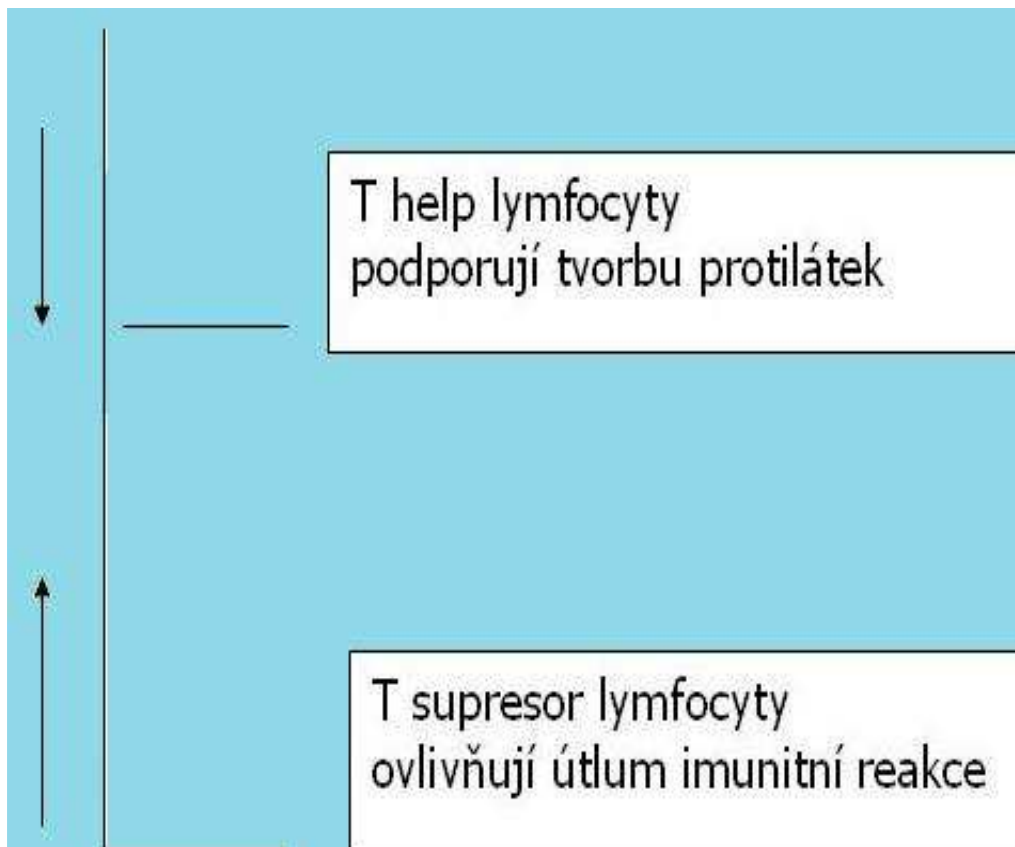 T help lymfocyty
podporují tvorbu protilátek
T supresor lymfocyty
ovlivňují útlum imunitní reakce